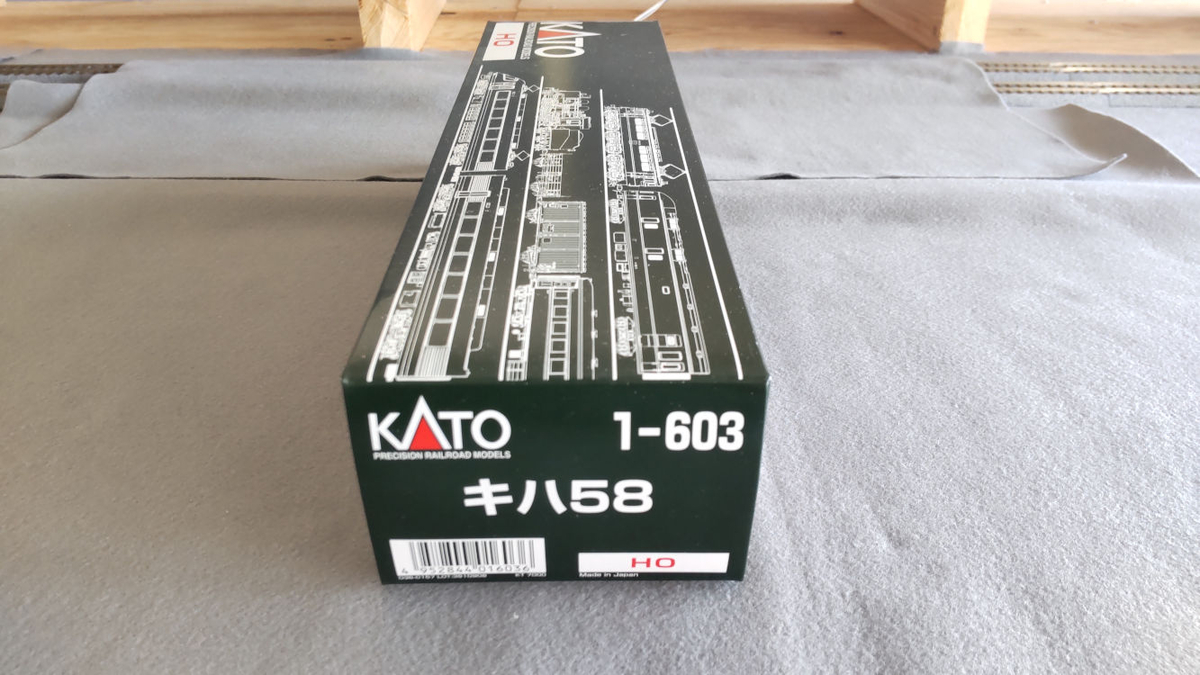 HO
KATO
KATO
PRECISION RAILROAD MODELS
1-603
キハ58
4 952844 016036
HO
Made in Japan